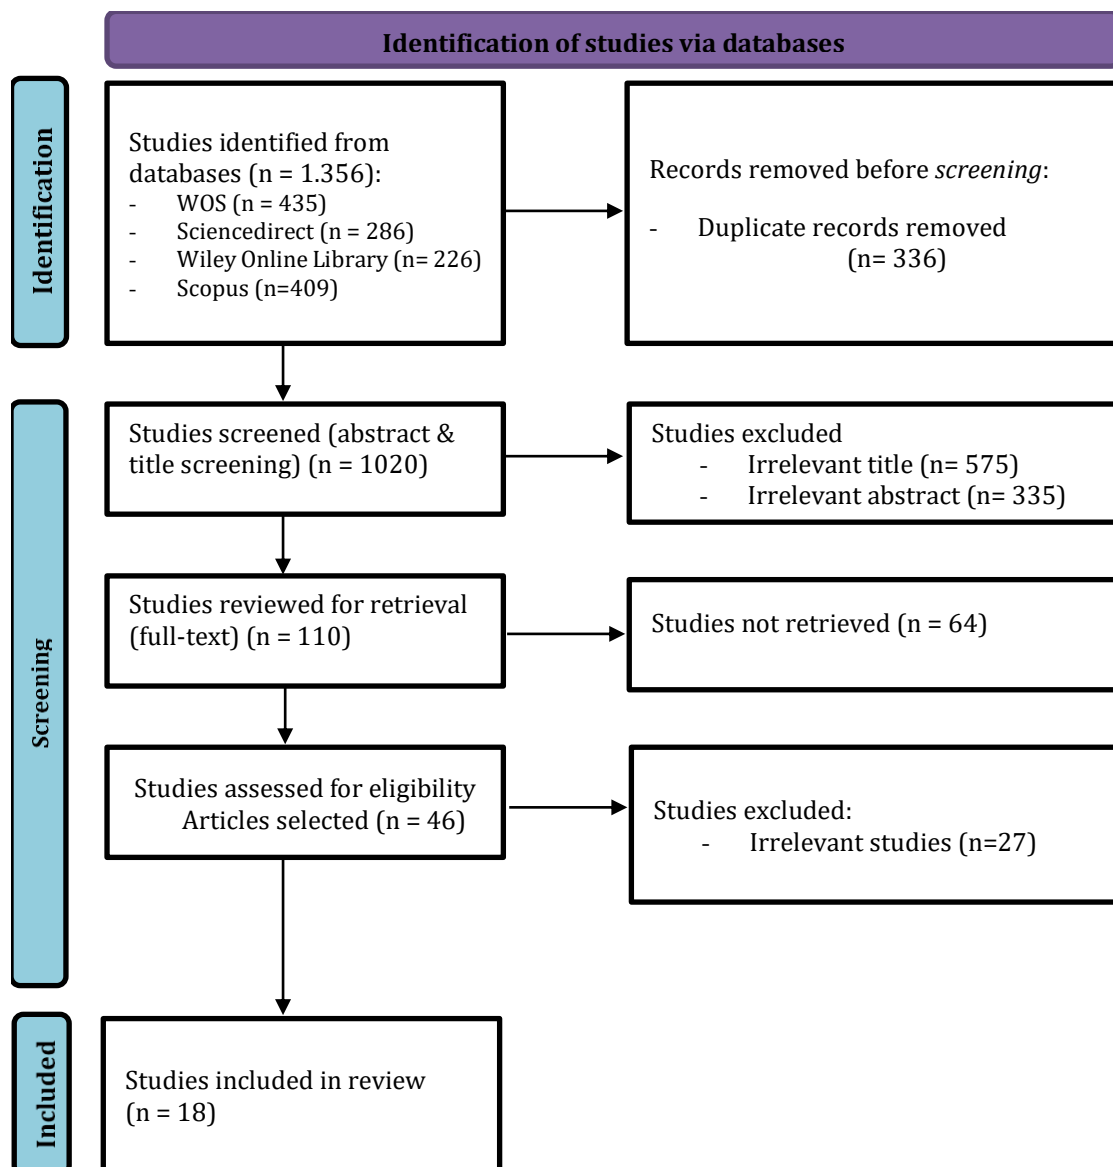 Identification of studies via databases
Identification
Studies identified from
databases (n = 1.356):
- WOS (n = 435)
- Sciencedirect (n = 286)
- Wiley Online Library (n= 226)
- Scopus (n=409)
Records removed before screening:
- Duplicate records removed
(n= 336)
Screening
Studies screened (abstract &
title screening) (n = 1020)
Studies excluded
- Irrelevant title (n= 575)
- Irrelevant abstract (n= 335)
Studies reviewed for retrieval
(full-text) (n = 110)
Studies not retrieved (n = 64)
Studies assessed for eligibility
Articles selected (n = 46)
Studies excluded:
- Irrelevant studies (n=27)
Included
Studies included in review
(n = 18)